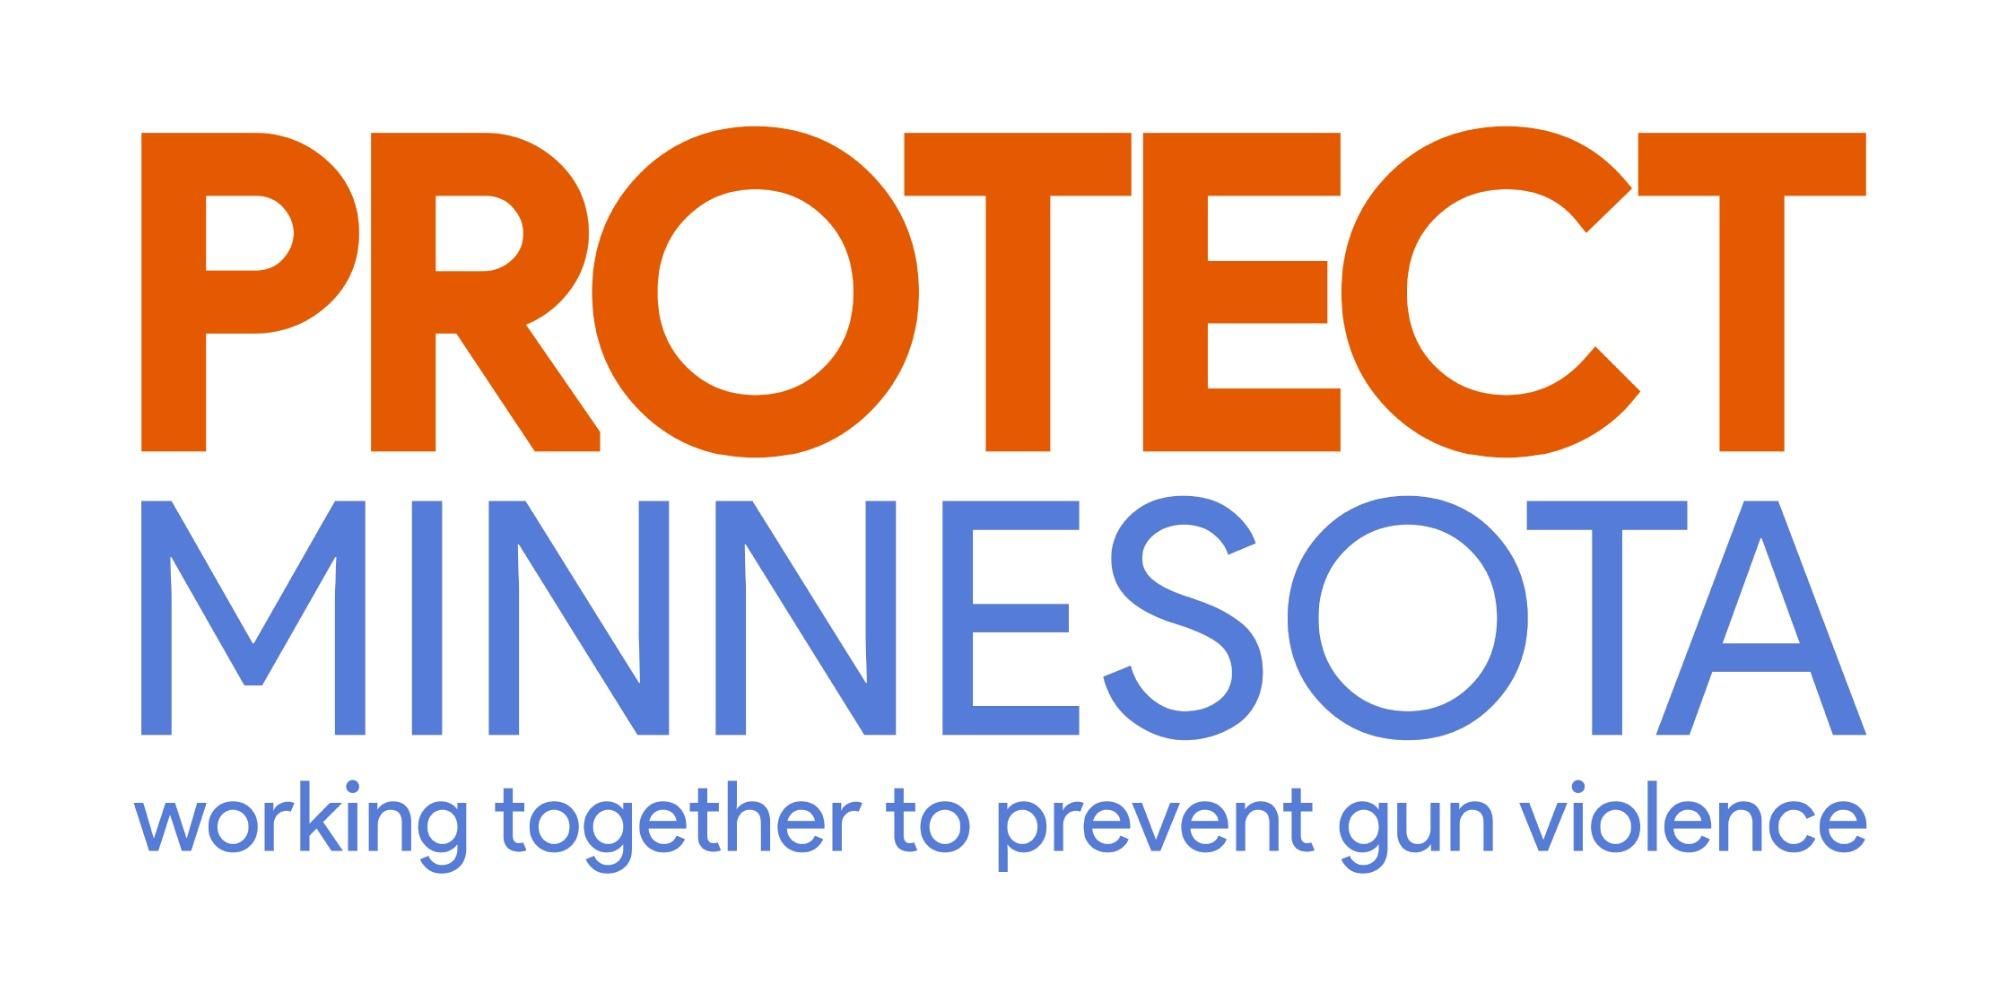 PROTECT
MINNESOTA
working together to prevent gun violence